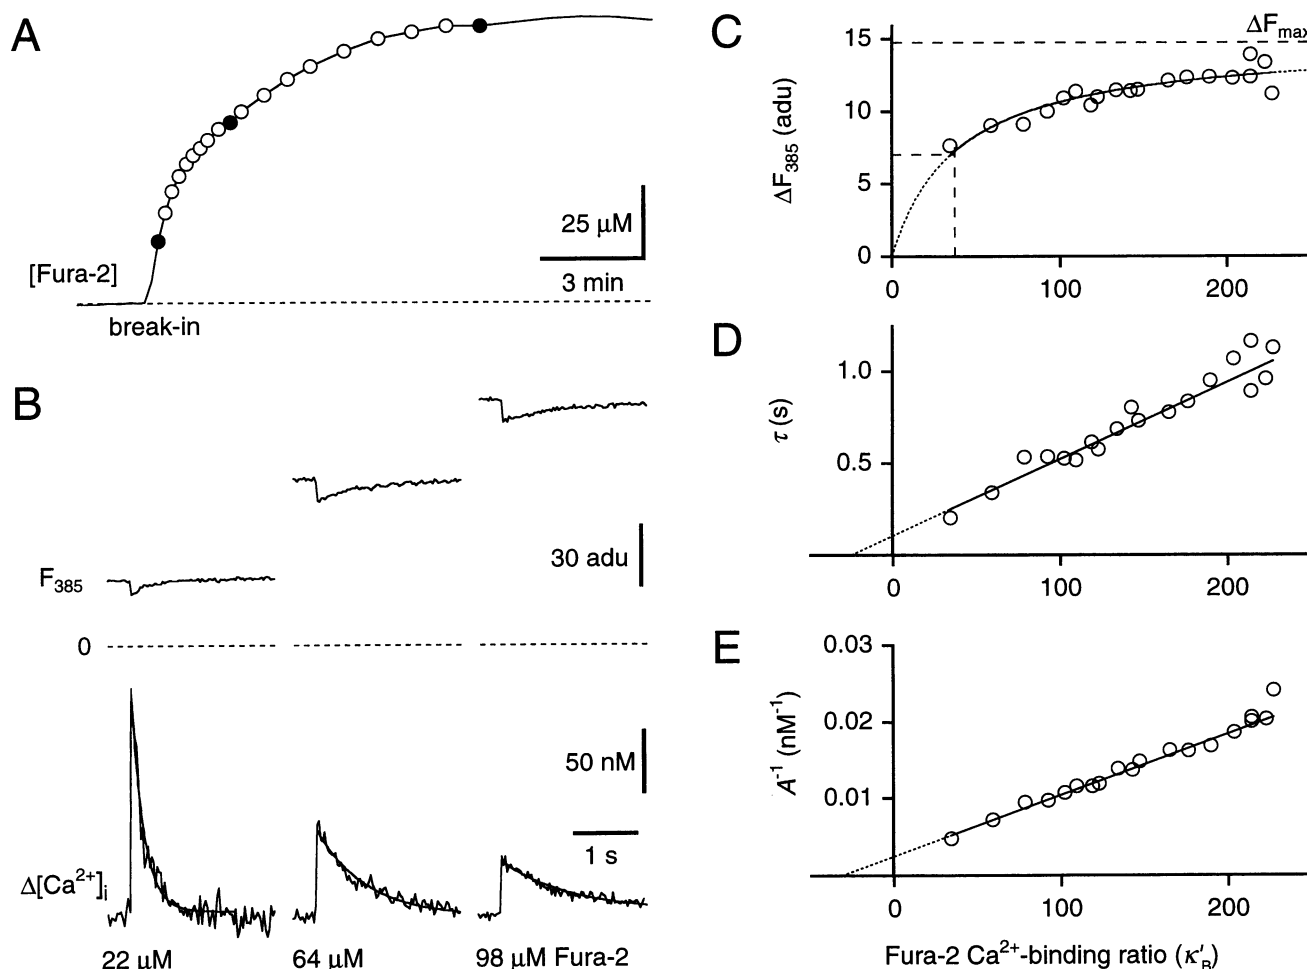 A
[Fura-2]
break-in
25 μM
3 min
B
F385
0
30 adu
50 nM
1 s
Δ[Ca2+]i
22 μM
64 μM
98 μM Fura-2
C
ΔFmax
15
10
5
0
ΔF385 (adu)
0
100
200
D
1.0
0.5
τ (s)
0
100
200
E
0.03
0.02
0.01
A-1 (nM-1)
0
100
200
Fura-2 Ca2+-binding ratio (κ′B)